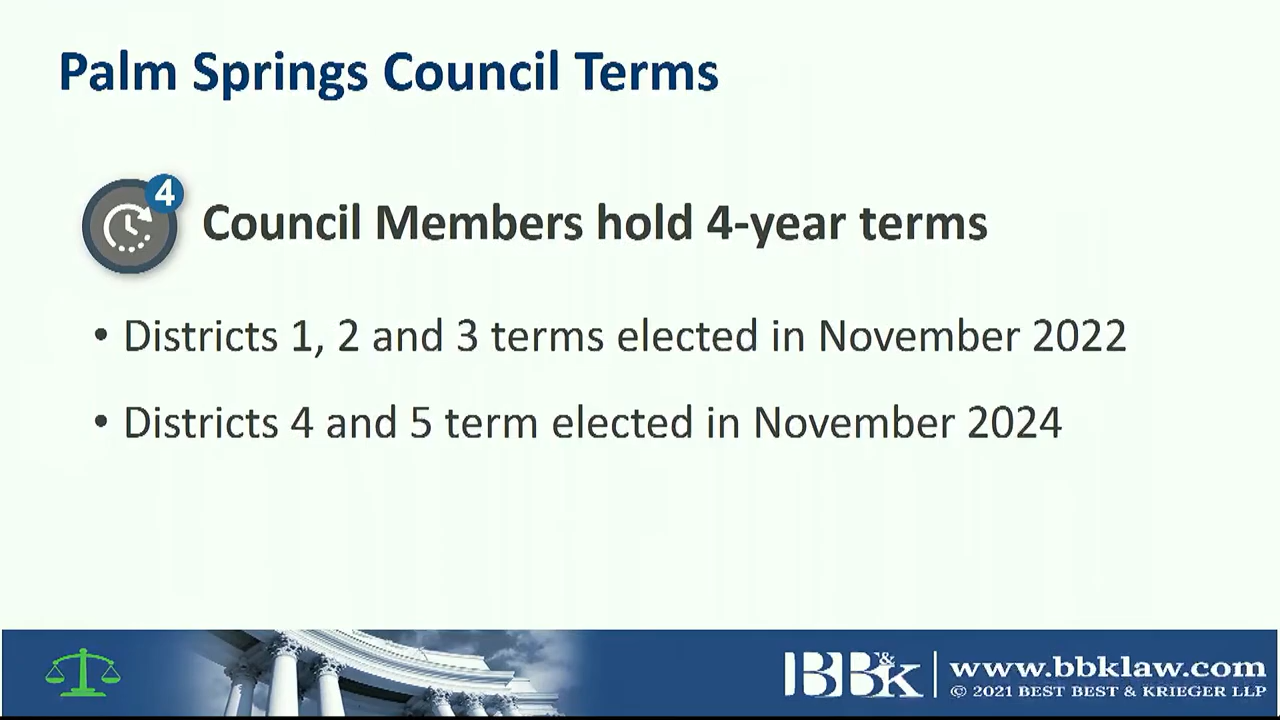 Palm Springs Council Terms
4
Council Members hold 4-year terms
• Districts 1, 2 and 3 terms elected in November 2022
• Districts 4 and 5 term elected in November 2024
BB&K
www.bbklaw.com
© 2021 BEST BEST & KRIEGER LLP